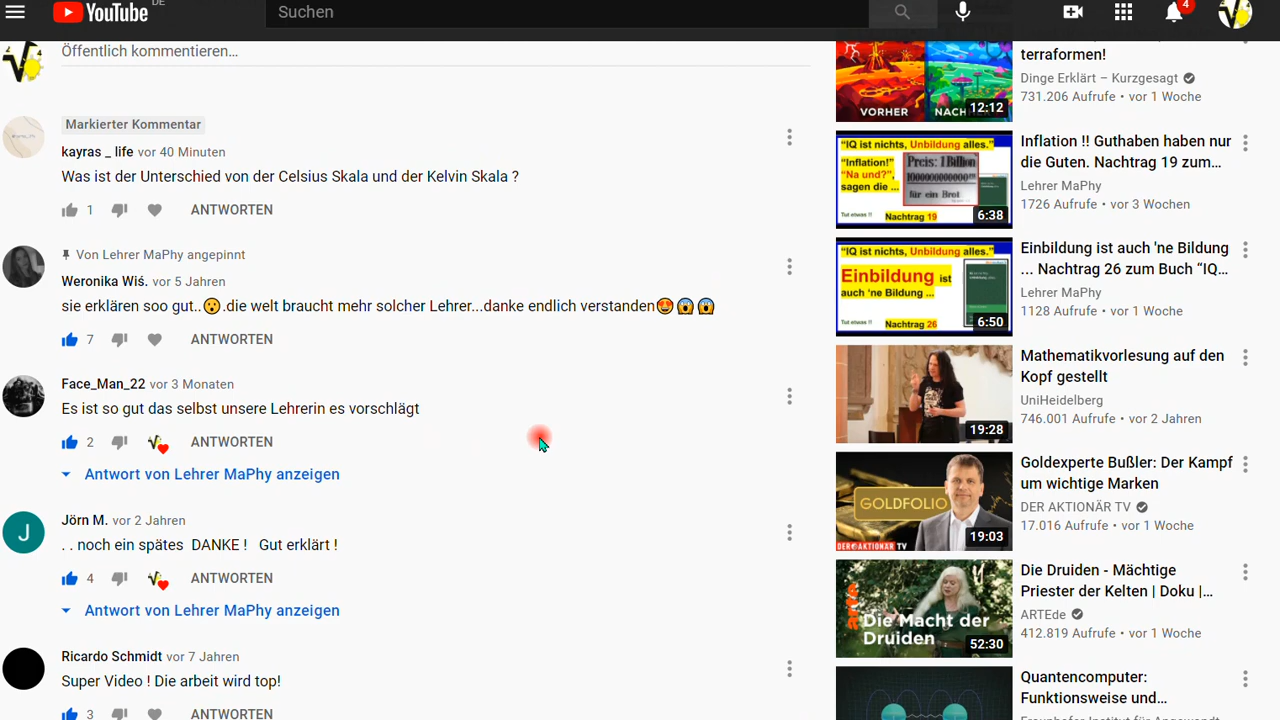 YouTube DE
Suchen
4
Öffentlich kommentieren...
Markierter Kommentar
kayras _ life vor 40 Minuten
Was ist der Unterschied von der Celsius Skala und der Kelvin Skala ?
1 ANTWORTEN
Von Lehrer MaPhy angepinnt
Weronika Wiś. vor 5 Jahren
sie erklären soo gut..😮.die welt braucht mehr solcher Lehrer...danke endlich verstanden😍😱😱
7 ANTWORTEN
Face_Man_22 vor 3 Monaten
Es ist so gut das selbst unsere Lehrerin es vorschlägt
2 ANTWORTEN
Antwort von Lehrer MaPhy anzeigen
Jörn M. vor 2 Jahren
. . noch ein spätes DANKE ! Gut erklärt !
4 ANTWORTEN
Antwort von Lehrer MaPhy anzeigen
Ricardo Schmidt vor 7 Jahren
Super Video ! Die arbeit wird top!
3 ANTWORTEN
VORHER
NACH
12:12
terraformen!
Dinge Erklärt – Kurzgesagt
731.206 Aufrufe • vor 1 Woche
"IQ ist nichts, Unbildung alles."
"Inflation!"
"Na und?",
sagen die ...
Preis: 1 Billion
für ein Brot
Tut etwas !!
Nachtrag 19
6:38
Inflation !! Guthaben haben nur
die Guten. Nachtrag 19 zum...
Lehrer MaPhy
1726 Aufrufe • vor 3 Wochen
"IQ ist nichts, Unbildung alles."
Einbildung ist
auch 'ne Bildung ...
Tut etwas !!
Nachtrag 26
6:50
Einbildung ist auch 'ne Bildung
... Nachtrag 26 zum Buch “IQ...
Lehrer MaPhy
1128 Aufrufe • vor 1 Woche
19:28
Mathematikvorlesung auf den
Kopf gestellt
UniHeidelberg
746.001 Aufrufe • vor 2 Jahren
GOLDFOLIO
DER AKTIONÄR TV
19:03
Goldexperte Bußler: Der Kampf
um wichtige Marken
DER AKTIONÄR TV
17.016 Aufrufe • vor 1 Woche
arte
Die Macht der
Druiden
52:30
Die Druiden - Mächtige
Priester der Kelten | Doku |...
ARTEde
412.819 Aufrufe • vor 1 Woche
Quantencomputer:
Funktionsweise und...